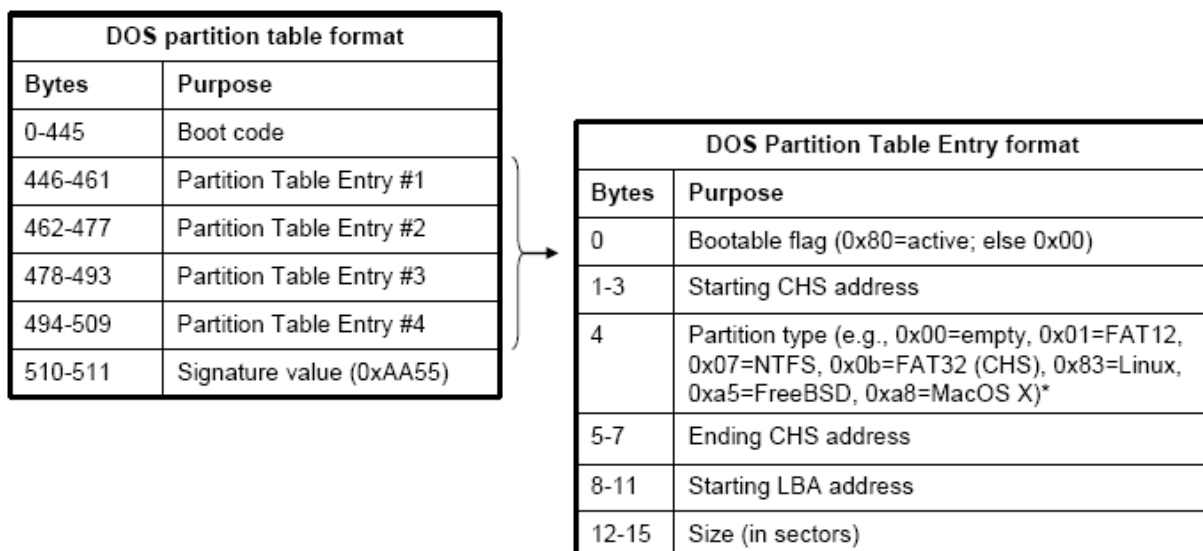 DOS partition table format
Bytes Purpose
0-445 Boot code
446-461 Partition Table Entry #1
462-477 Partition Table Entry #2
478-493 Partition Table Entry #3
494-509 Partition Table Entry #4
510-511 Signature value (0xAA55)
DOS Partition Table Entry format
Bytes Purpose
0 Bootable flag (0x80=active; else 0x00)
1-3 Starting CHS address
4 Partition type (e.g., 0x00=empty, 0x01=FAT12,
0x07=NTFS, 0x0b=FAT32 (CHS), 0x83=Linux,
0xa5=FreeBSD, 0xa8=MacOS X)*
5-7 Ending CHS address
8-11 Starting LBA address
12-15 Size (in sectors)